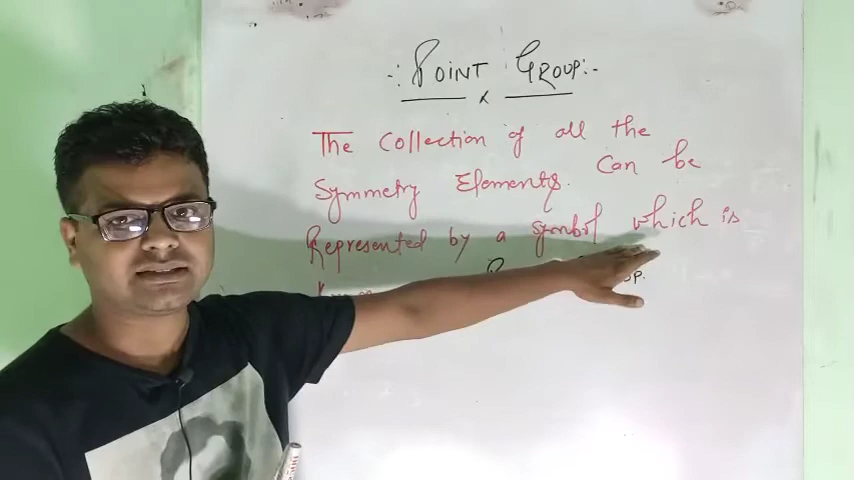 -: POINT GROUP:-
The Collection of all the
Symmetry Elements. Can be
Represented by a symbol which is